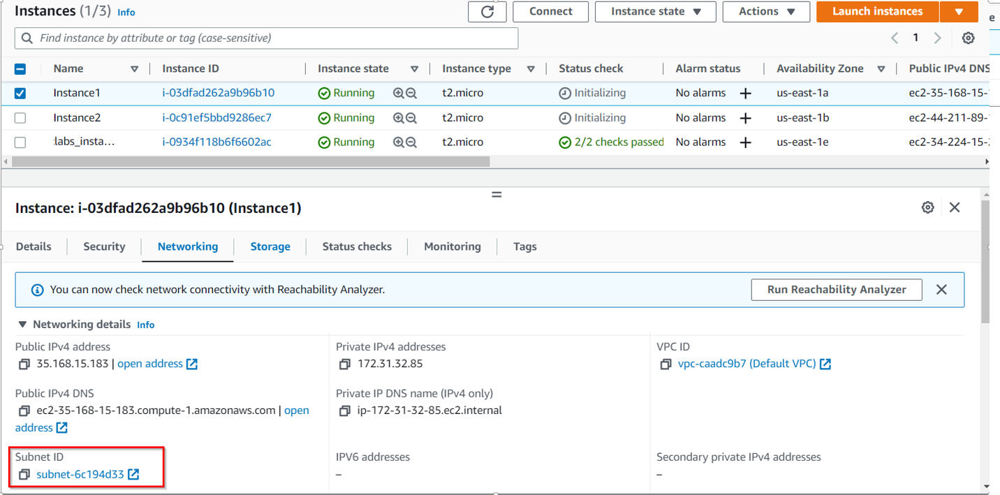 Instances (1/3) Info
Connect
Instance state
Actions
Launch instances
e
Find instance by attribute or tag (case-sensitive)
1
Name Instance ID Instance state Instance type Status check Alarm status Availability Zone Public IPv4 DNS
Instance1 i-03dfad262a9b96b10 Running t2.micro Initializing No alarms + us-east-1a ec2-35-168-15-
Instance2 i-0c91ef5bbd9286ec7 Running t2.micro Initializing No alarms + us-east-1b ec2-44-211-89-
:labs_insta... i-0934f118b6f6602ac Running t2.micro 2/2 checks passed No alarms + us-east-1e ec2-34-224-15-
Instance: i-03dfad262a9b96b10 (Instance1)
Details Security Networking Storage Status checks Monitoring Tags
You can now check network connectivity with Reachability Analyzer.
Run Reachability Analyzer
Networking details Info
Public IPv4 address
35.168.15.183 | open address
Private IPv4 addresses
172.31.32.85
VPC ID
vpc-caadc9b7 (Default VPC)
Public IPv4 DNS
ec2-35-168-15-183.compute-1.amazonaws.com | open
address
Private IP DNS name (IPv4 only)
ip-172-31-32-85.ec2.internal
Subnet ID
subnet-6c194d33
IPV6 addresses
–
Secondary private IPv4 addresses
–